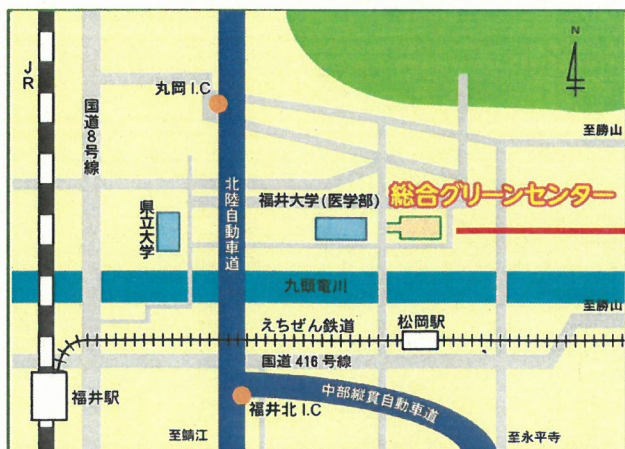 N
JR
丸岡 I.C
国道8号線
至勝山
北陸自動車道
福井大学(医学部)
総合グリーンセンター
県立大学
九頭竜川
至勝山
えちぜん鉄道
松岡駅
国道416号線
福井駅
福井北 I.C
中部縦貫自動車道
至鯖江
至永平寺